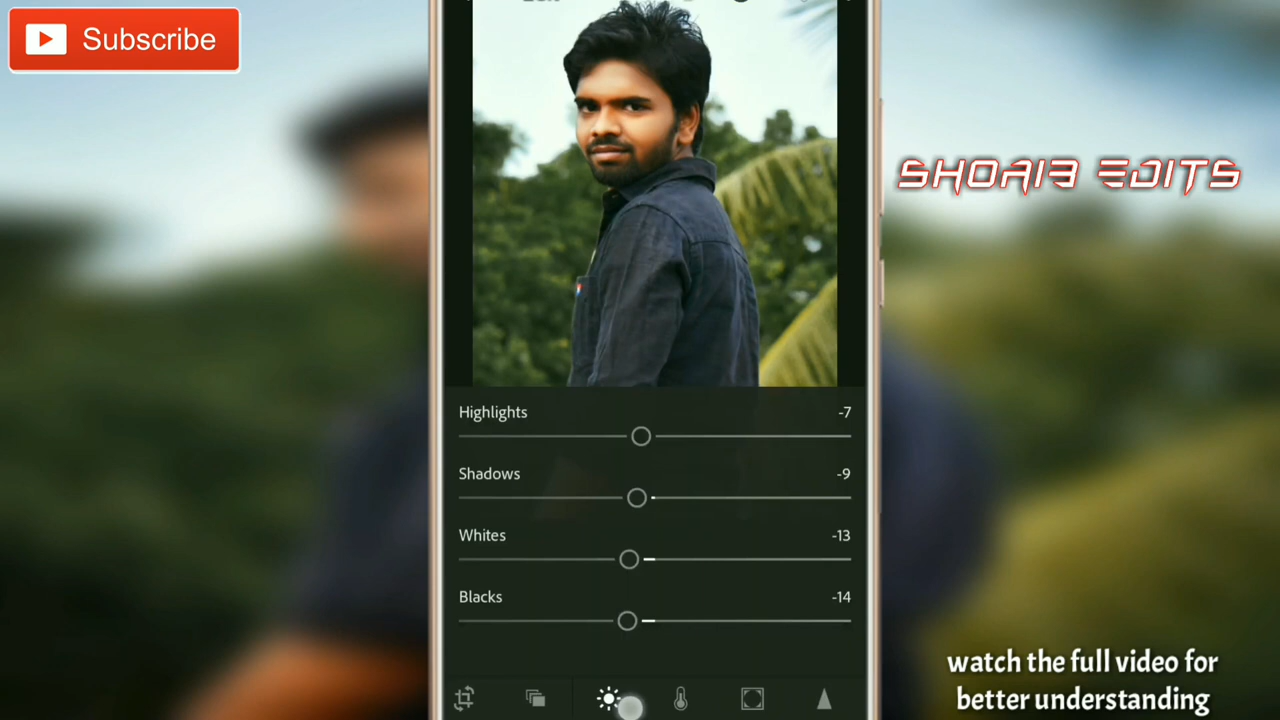 Subscribe
SHOAIB EDITS
Highlights -7
Shadows -9
Whites -13
Blacks -14
watch the full video for
better understanding